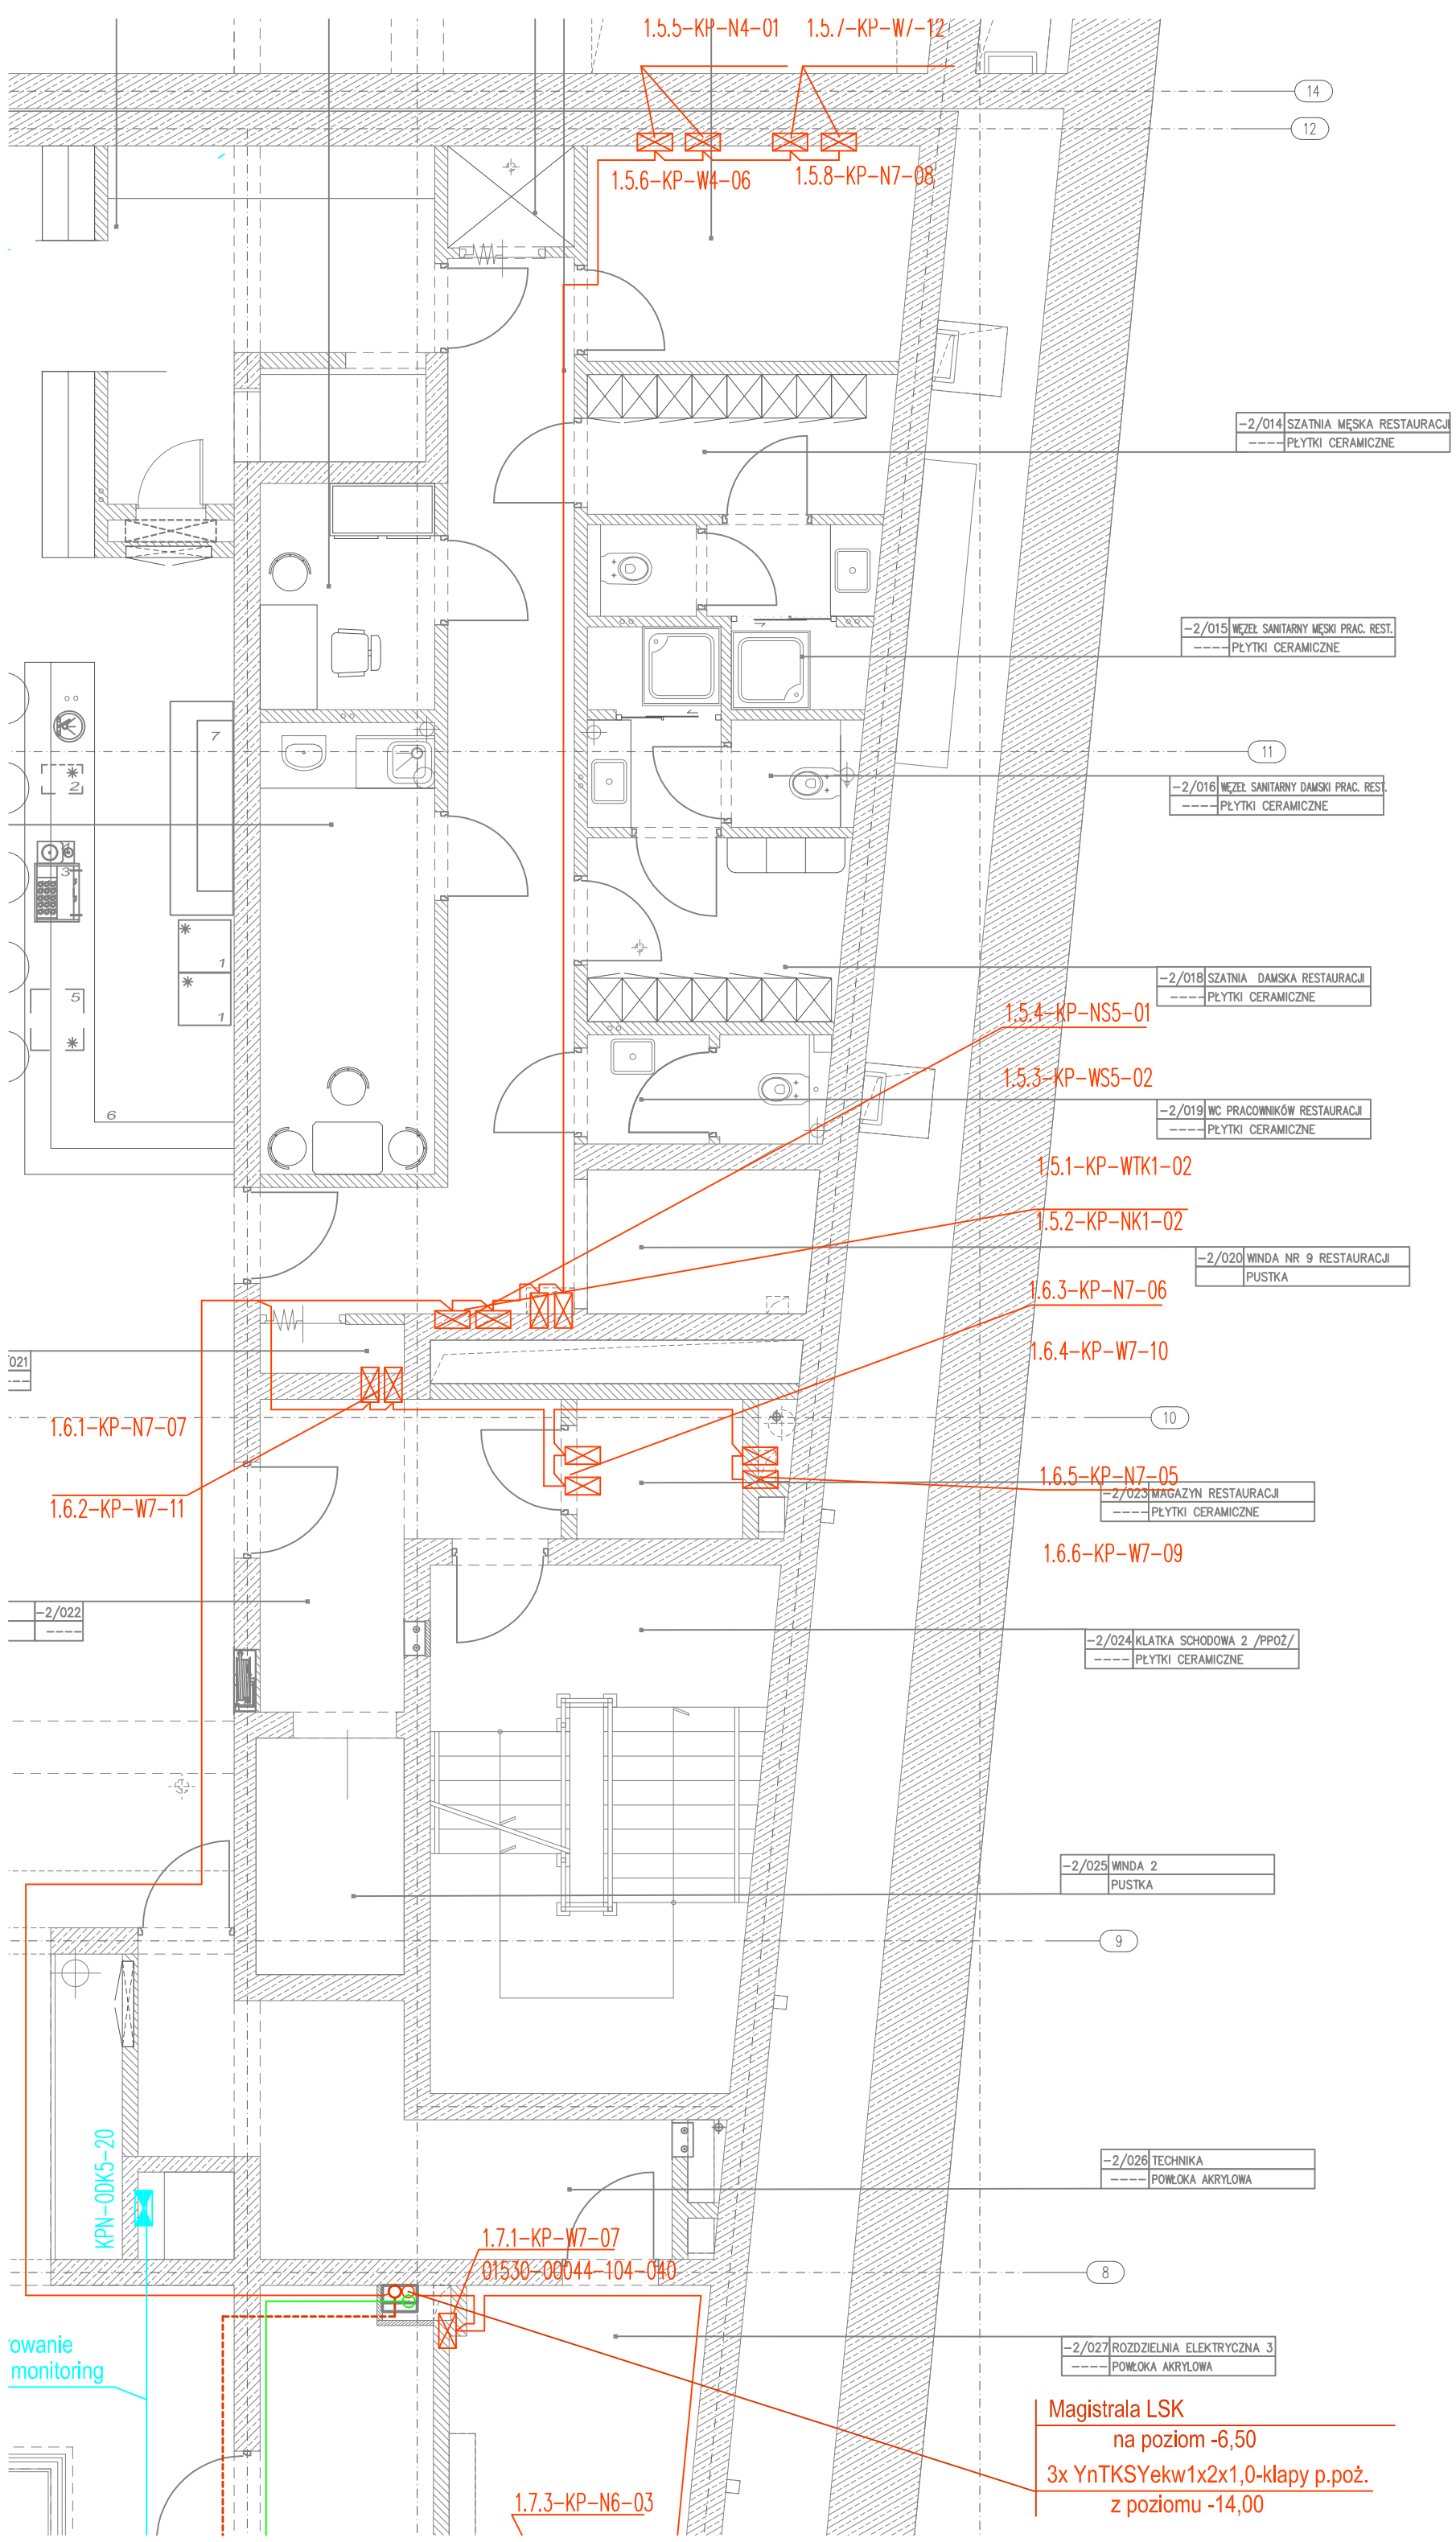 1.5.5-KP-N4-01
1.5.7-KP-W7-12
14
12
1.5.6-KP-W4-06
1.5.8-KP-N7-08
-2/014 SZATNIA MĘSKA RESTAURACJI
---- PŁYTKI CERAMICZNE
-2/015 WĘZEŁ SANITARNY MĘSKI PRAC. REST.
---- PŁYTKI CERAMICZNE
7
11
2
-2/016 WĘZEŁ SANITARNY DAMSKI PRAC. REST.
---- PŁYTKI CERAMICZNE
3
1
-2/018 SZATNIA DAMSKA RESTAURACJI
---- PŁYTKI CERAMICZNE
5
1
1.5.4-KP-NS5-01
1.5.3-KP-WS5-02
6
-2/019 WC PRACOWNIKÓW RESTAURACJI
---- PŁYTKI CERAMICZNE
1.5.1-KP-WTK1-02
1.5.2-KP-NK1-02
-2/020 WINDA NR 9 RESTAURACJI
PUSTKA
1.6.3-KP-N7-06
1.6.4-KP-W7-10
/021
---
1.6.1-KP-N7-07
10
1.6.2-KP-W7-11
1.6.5-KP-N7-05
-2/023 MAGAZYN RESTAURACJI
---- PŁYTKI CERAMICZNE
1.6.6-KP-W7-09
-2/022
----
-2/024 KLATKA SCHODOWA 2 /PPOŻ/
---- PŁYTKI CERAMICZNE
-2/025 WINDA 2
PUSTKA
9
KPN-ODK5-20
-2/026 TECHNIKA
---- POWŁOKA AKRYLOWA
1.7.1-KP-W7-07
01530-00044-104-040
8
rowanie
monitoring
-2/027 ROZDZIELNIA ELEKTRYCZNA 3
---- POWŁOKA AKRYLOWA
Magistrala LSK
na poziom -6,50
3x YnTKSYekw1x2x1,0-klapy p.poż.
z poziomu -14,00
1.7.3-KP-N6-03